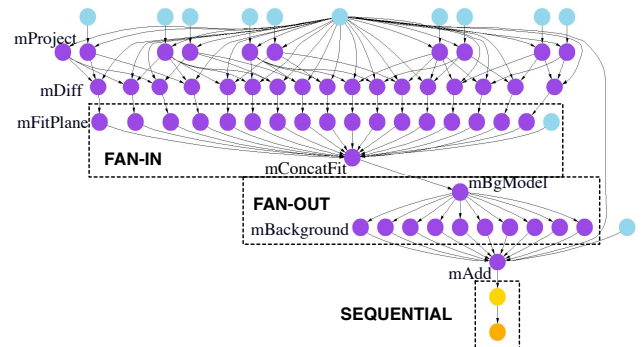 mProject
mDiff
mFitPlane
FAN-IN
mConcatFit
mBgModel
FAN-OUT
mBackground
mAdd
SEQUENTIAL